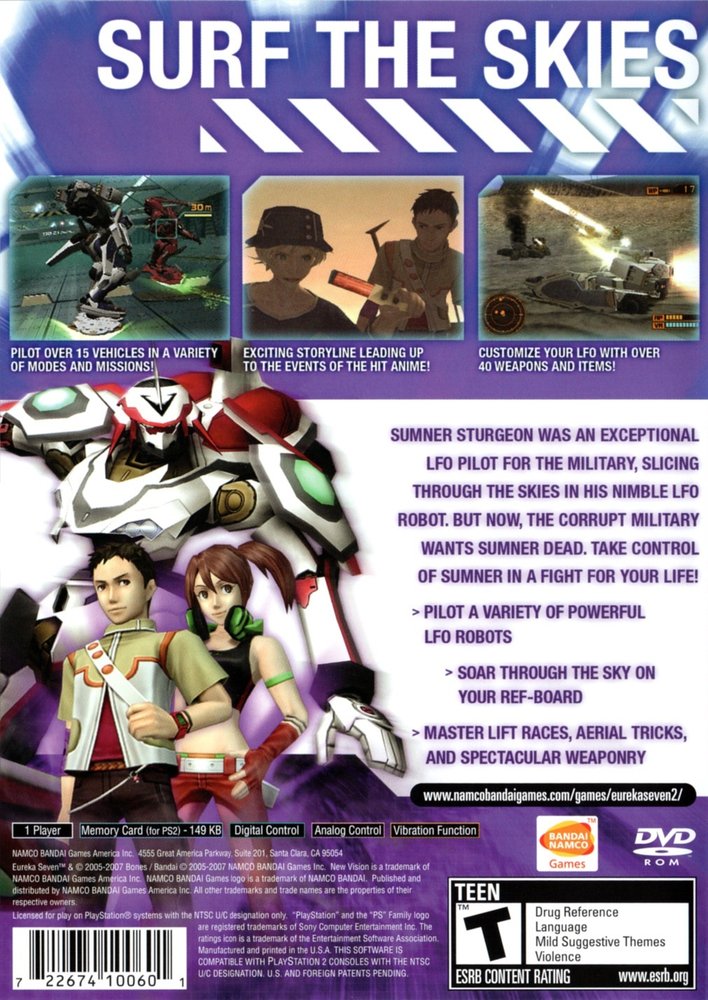 SURF THE SKIES
30m
17
PILOT OVER 15 VEHICLES IN A VARIETY
OF MODES AND MISSIONS!
EXCITING STORYLINE LEADING UP
TO THE EVENTS OF THE HIT ANIME!
CUSTOMIZE YOUR LFO WITH OVER
40 WEAPONS AND ITEMS!
SUMNER STURGEON WAS AN EXCEPTIONAL
LFO PILOT FOR THE MILITARY, SLICING
THROUGH THE SKIES IN HIS NIMBLE LFO
ROBOT. BUT NOW, THE CORRUPT MILITARY
WANTS SUMNER DEAD. TAKE CONTROL
OF SUMNER IN A FIGHT FOR YOUR LIFE!
> PILOT A VARIETY OF POWERFUL
LFO ROBOTS
> SOAR THROUGH THE SKY ON
YOUR REF-BOARD
> MASTER LIFT RACES, AERIAL TRICKS,
AND SPECTACULAR WEAPONRY
www.namcobandaigames.com/games/eurekaseven2/
1 Player
Memory Card (for PS2) - 149 KB
Digital Control
Analog Control
Vibration Function
BANDAI
NAMCO
Games
™
DVD
ROM
NAMCO BANDAI Games America Inc. 4555 Great America Parkway, Suite 201, Santa Clara, CA 95054
Eureka Seven™ & © 2005-2007 Bones / Bandai © 2005-2007 NAMCO BANDAI Games Inc. New Vision is a trademark of
NAMCO BANDAI Games America Inc. NAMCO BANDAI Games logo is a trademark of NAMCO BANDAI. Published and
distributed by NAMCO BANDAI Games America Inc. All other trademarks and trade names are the properties of their
respective owners.
Licensed for play on PlayStation® systems with the NTSC U/C designation only. "PlayStation" and the "PS" Family logo
are registered trademarks of Sony Computer Entertainment Inc. The
ratings icon is a trademark of the Entertainment Software Association.
Manufactured and printed in the U.S.A. THIS SOFTWARE IS
COMPATIBLE WITH PLAYSTATION 2 CONSOLES WITH THE NTSC
U/C DESIGNATION. U.S. AND FOREIGN PATENTS PENDING.
7 22674 10060 1
TEEN
T
™
Drug Reference
Language
Mild Suggestive Themes
Violence
ESRB CONTENT RATING www.esrb.org